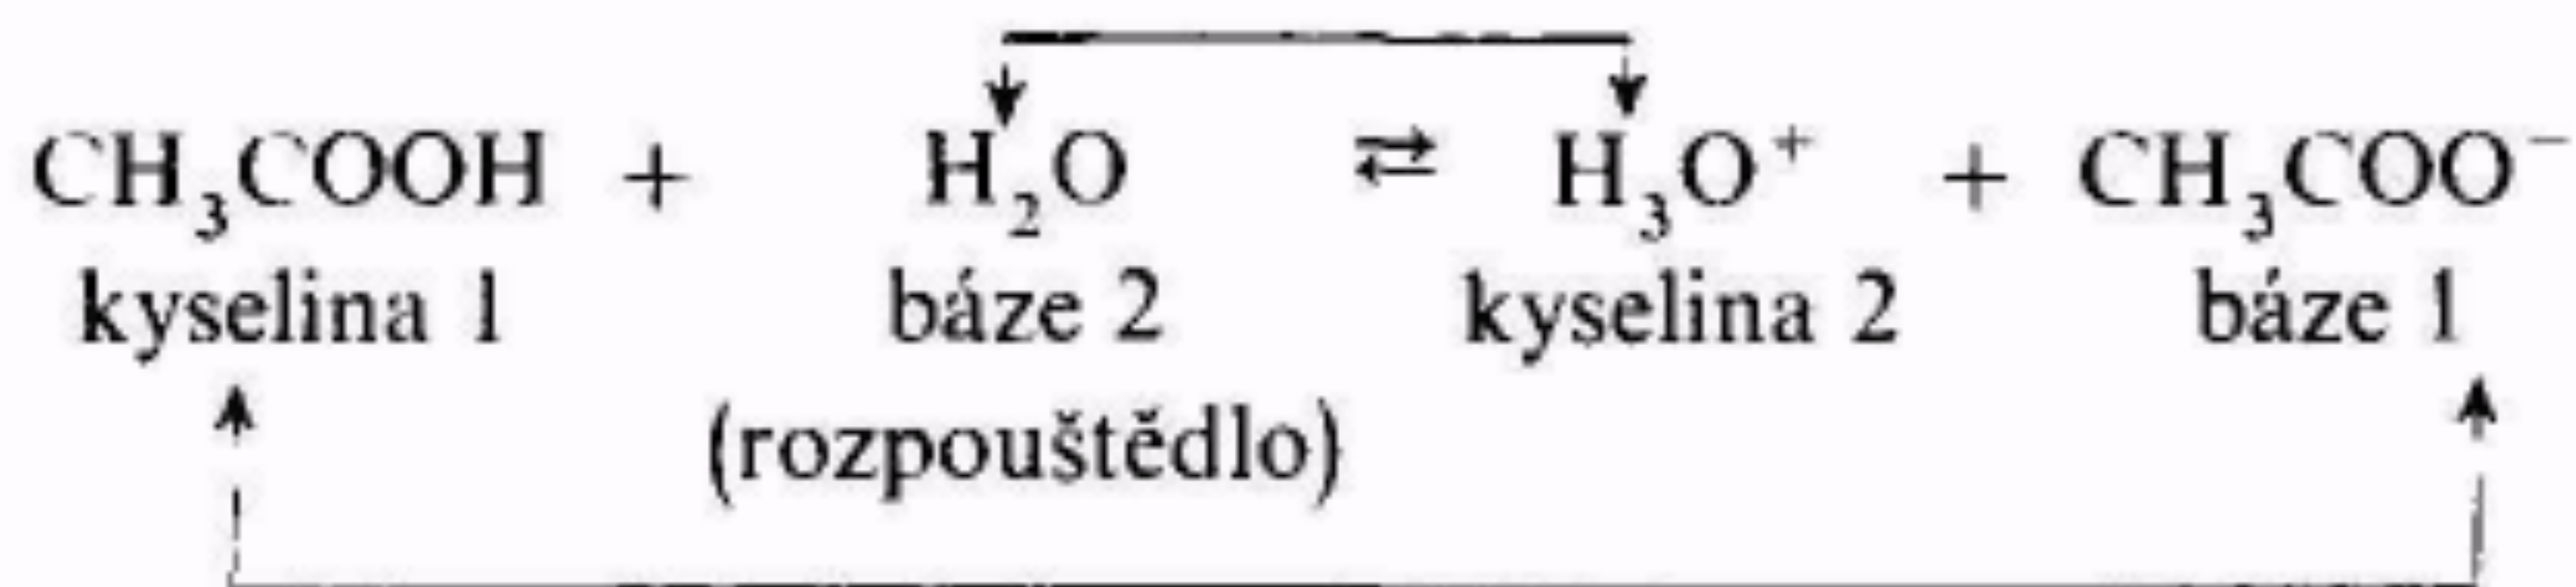 CH₃COOH + H₂O ⇄ H₃O⁺ + CH₃COO⁻
kyselina 1 báze 2 kyselina 2 báze 1
(rozpouštědlo)